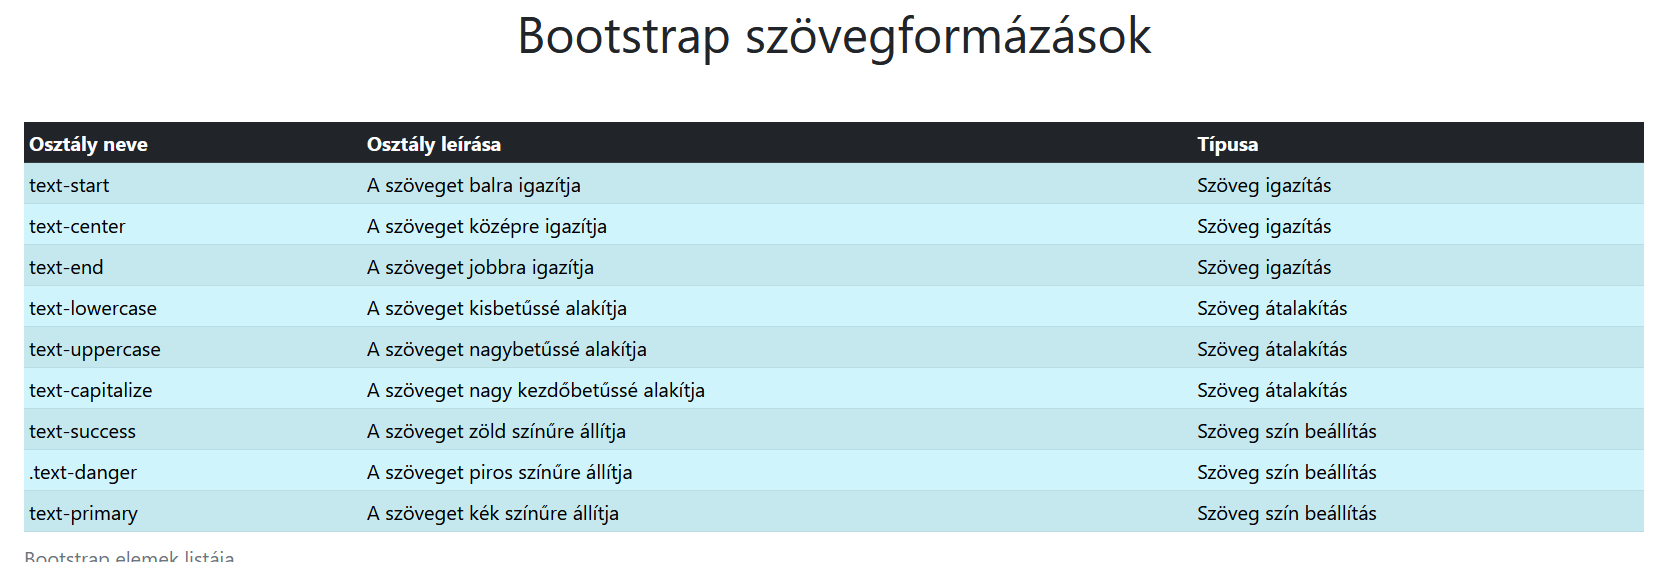 Bootstrap szövegformázások
Osztály neve Osztály leírása Típusa
text-start A szöveget balra igazítja Szöveg igazítás
text-center A szöveget középre igazítja Szöveg igazítás
text-end A szöveget jobbra igazítja Szöveg igazítás
text-lowercase A szöveget kisbetűssé alakítja Szöveg átalakítás
text-uppercase A szöveget nagybetűssé alakítja Szöveg átalakítás
text-capitalize A szöveget nagy kezdőbetűssé alakítja Szöveg átalakítás
text-success A szöveget zöld színűre állítja Szöveg szín beállítás
.text-danger A szöveget piros színűre állítja Szöveg szín beállítás
text-primary A szöveget kék színűre állítja Szöveg szín beállítás
Bootstrap elemek listája